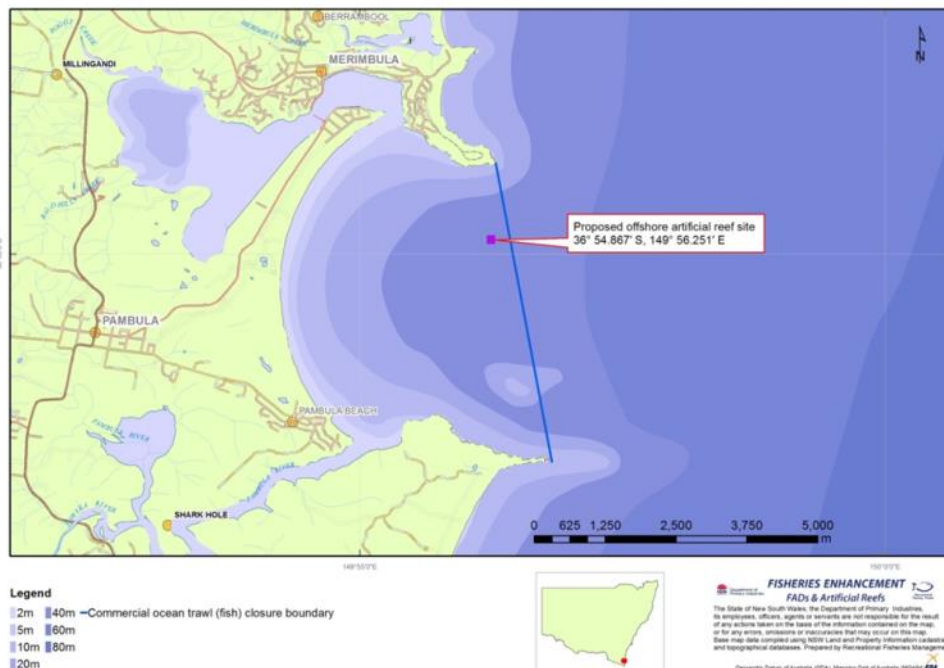 BERRAMBOOL
MILLINGANDI
MERIMBULA
Proposed offshore artificial reef site
36° 54.867' S, 149° 56.251' E
PAMBULA
PAMBULA BEACH
SHARK HOLE
0 625 1,250 2,500 3,750 5,000
m
150°0'0"E
Legend
2m 40m Commercial ocean trawl (fish) closure boundary
5m 60m
10m 80m
20m
FISHERIES ENHANCEMENT
FADs & Artificial Reefs
The State of New South Wales, the Department of Primary Industries,
its employees, officers, agents or servants are not responsible for the result
of any actions taken on the basis of the information contained on the map,
or for any errors, omissions or inaccuracies that may occur on this map.
Base map data compiled using NSW Land and Property Information cadastra
and topographical databases. Prepared by Recreational Fisheries Manageme